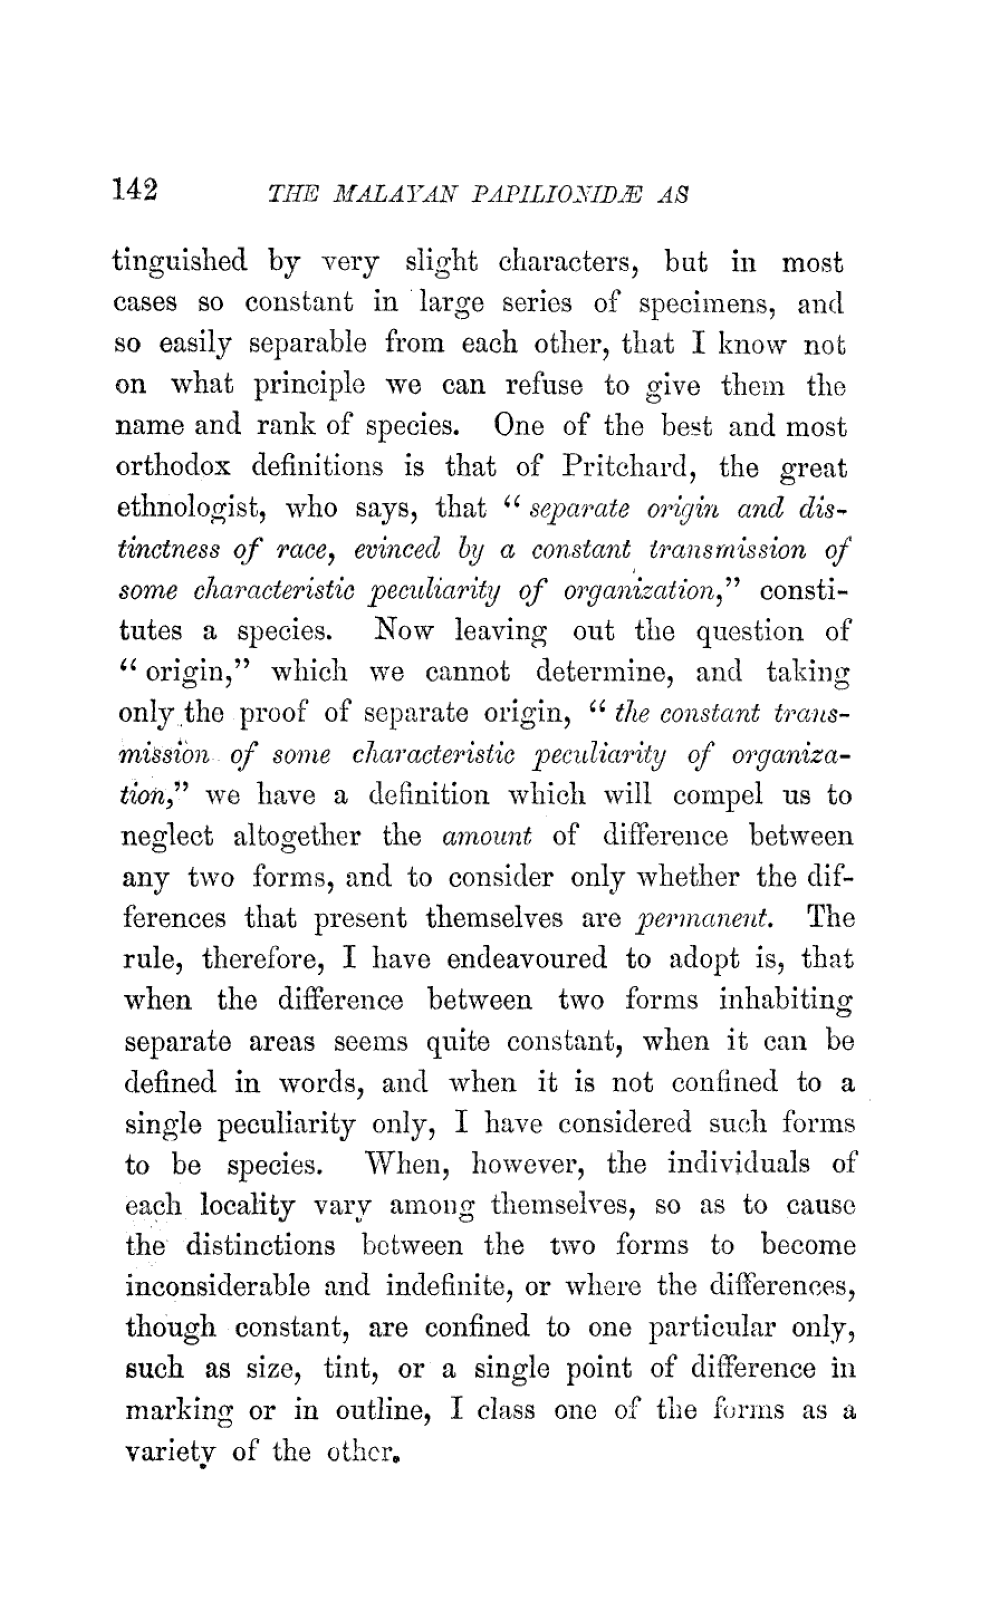 142 THE MALAYAN PAPILIONIDÆ AS
tinguished by very slight characters, but in most
cases so constant in large series of specimens, and
so easily separable from each other, that I know not
on what principle we can refuse to give them the
name and rank of species. One of the best and most
orthodox definitions is that of Pritchard, the great
ethnologist, who says, that “ separate origin and dis-
tinctness of race, evinced by a constant transmission of
some characteristic peculiarity of organization,” consti-
tutes a species. Now leaving out the question of
“ origin,” which we cannot determine, and taking
only the proof of separate origin, “ the constant trans-
mission of some characteristic peculiarity of organiza-
tion,” we have a definition which will compel us to
neglect altogether the amount of difference between
any two forms, and to consider only whether the dif-
ferences that present themselves are permanent. The
rule, therefore, I have endeavoured to adopt is, that
when the difference between two forms inhabiting
separate areas seems quite constant, when it can be
defined in words, and when it is not confined to a
single peculiarity only, I have considered such forms
to be species. When, however, the individuals of
each locality vary among themselves, so as to cause
the distinctions between the two forms to become
inconsiderable and indefinite, or where the differences,
though constant, are confined to one particular only,
such as size, tint, or a single point of difference in
marking or in outline, I class one of the forms as a
variety of the other.